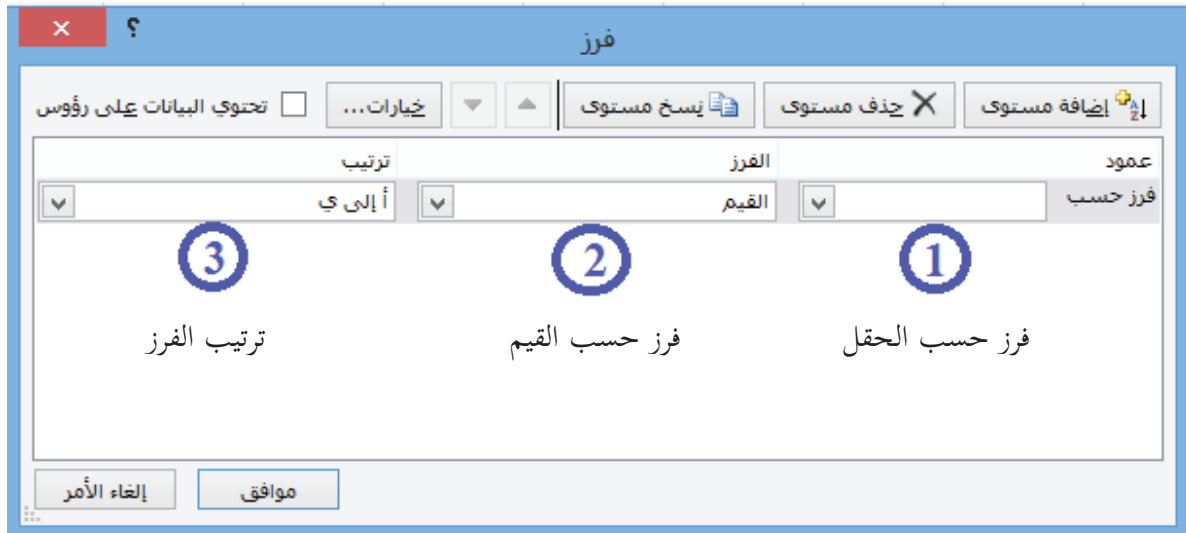 فرز
؟
إضافة مستوى حذف مستوى نسخ مستوى خيارات... تحتوي البيانات على رؤوس
عمود الفرز ترتيب
فرز حسب القيم أ إلى ي
1 2 3
فرز حسب الحقل فرز حسب القيم ترتيب الفرز
موافق إلغاء الأمر